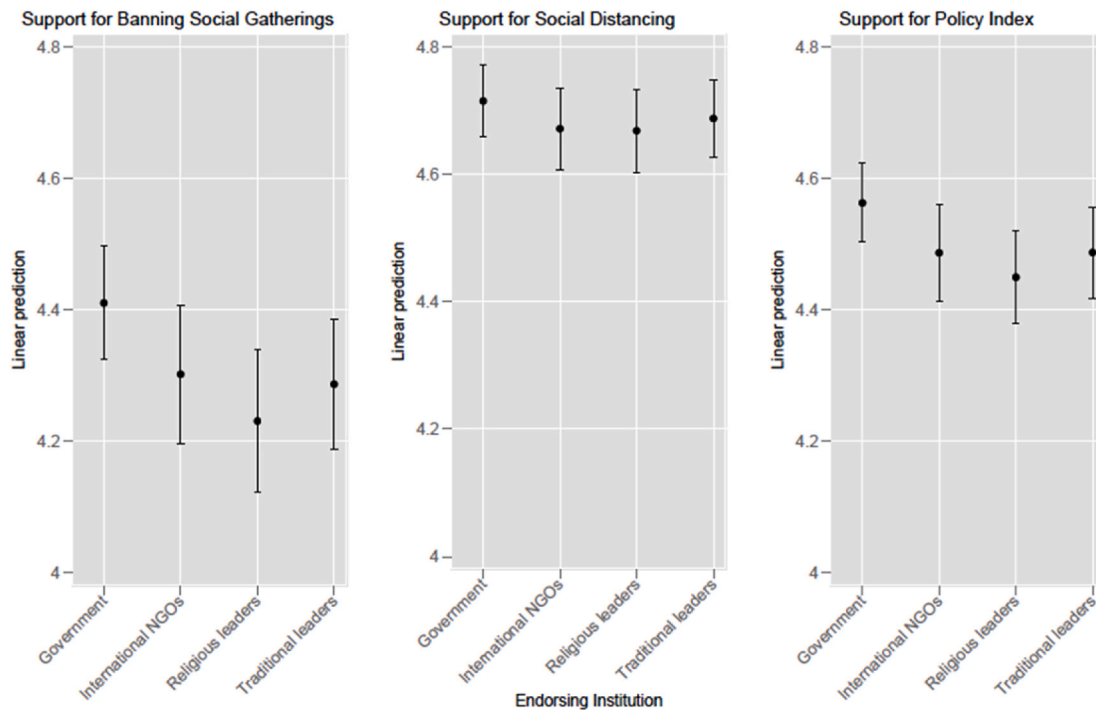 Support for Banning Social Gatherings
4.8
4.6
4.4
4.2
4
Linear prediction
Government
International NGOs
Religious leaders
Traditional leaders
Support for Social Distancing
4.8
4.6
4.4
4.2
4
Linear prediction
Government
International NGOs
Religious leaders
Traditional leaders
Endorsing Institution
Support for Policy Index
4.8
4.6
4.4
4.2
4
Linear prediction
Government
International NGOs
Religious leaders
Traditional leaders